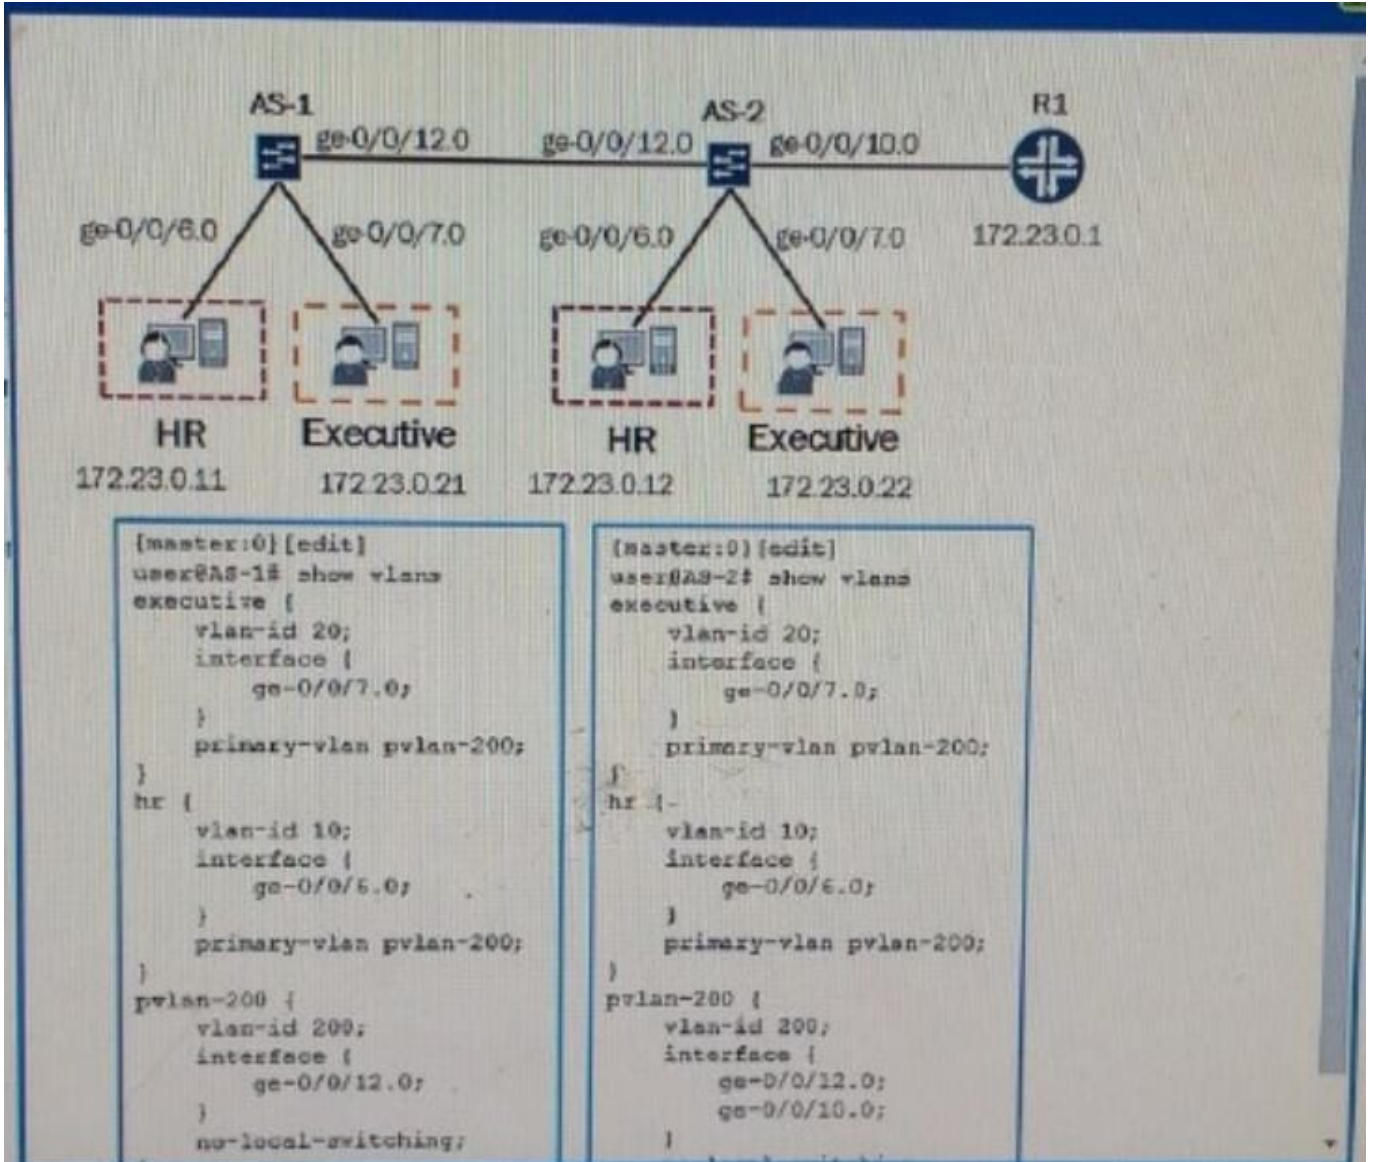 AS-1
AS-2
R1
ge-0/0/12.0
ge-0/0/12.0
ge-0/0/10.0
ge-0/0/6.0
ge-0/0/7.0
ge-0/0/6.0
ge-0/0/7.0
172.23.0.1
HR
Executive
HR
Executive
172.23.0.11
172.23.0.21
172.23.0.12
172.23.0.22
{master:0}[edit]
user@AS-1# show vlans
executive {
vlan-id 20;
interface {
ge-0/0/7.0;
}
primary-vlan pvlan-200;
}
hr {
vlan-id 10;
interface {
ge-0/0/6.0;
}
primary-vlan pvlan-200;
}
pvlan-200 {
vlan-id 200;
interface {
ge-0/0/12.0;
}
no-local-switching;
{master:0}[edit]
user@AS-2# show vlans
executive {
vlan-id 20;
interface {
ge-0/0/7.0;
}
primary-vlan pvlan-200;
}
hr {
vlan-id 10;
interface {
ge-0/0/6.0;
}
primary-vlan pvlan-200;
}
pvlan-200 {
vlan-id 200;
interface {
ge-0/0/12.0;
ge-0/0/10.0;
}